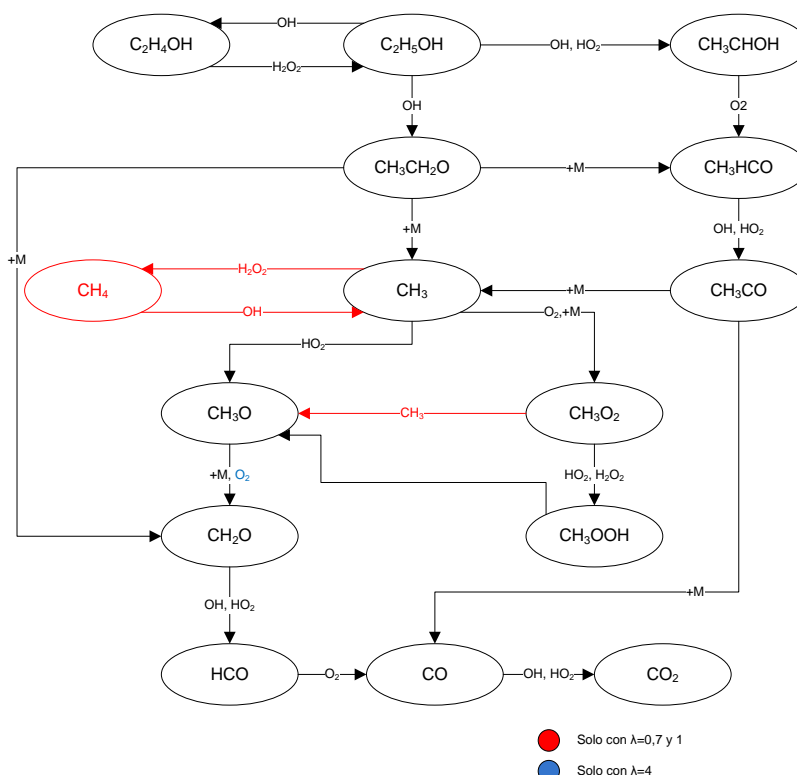 OH
C₂H₄OH
C₂H₅OH
OH, HO₂
CH3CHOH
H₂O₂
OH
O2
CH3CH₂O
+M
CH₃HCO
+M
OH, HO₂
+M
H₂O₂
CH₄
CH₃
+M
CH₃CO
OH
O₂,+M
HO₂
CH₃O
CH₃
CH₃O₂
+M, O₂
HO₂, H₂O₂
CH₂O
CH₃OOH
+M
OH, HO₂
HCO
O₂
CO
OH, HO₂
CO₂
Solo con λ=0,7 y 1
Solo con λ=4